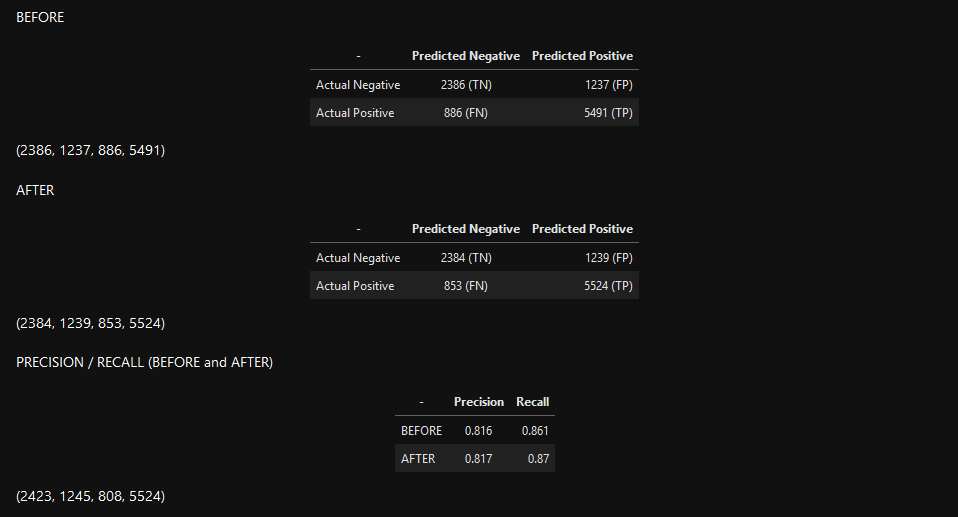 BEFORE
- Predicted Negative Predicted Positive
Actual Negative 2386 (TN) 1237 (FP)
Actual Positive 886 (FN) 5491 (TP)
(2386, 1237, 886, 5491)
AFTER
- Predicted Negative Predicted Positive
Actual Negative 2384 (TN) 1239 (FP)
Actual Positive 853 (FN) 5524 (TP)
(2384, 1239, 853, 5524)
PRECISION / RECALL (BEFORE and AFTER)
- Precision Recall
BEFORE 0.816 0.861
AFTER 0.817 0.87
(2423, 1245, 808, 5524)